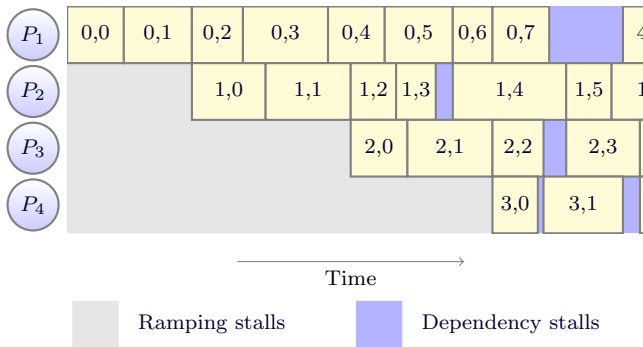 P1 0,0 0,1 0,2 0,3 0,4 0,5 0,6 0,7 4
P2 1,0 1,1 1,2 1,3 1,4 1,5 1
P3 2,0 2,1 2,2 2,3
P4 3,0 3,1
Time
Ramping stalls Dependency stalls